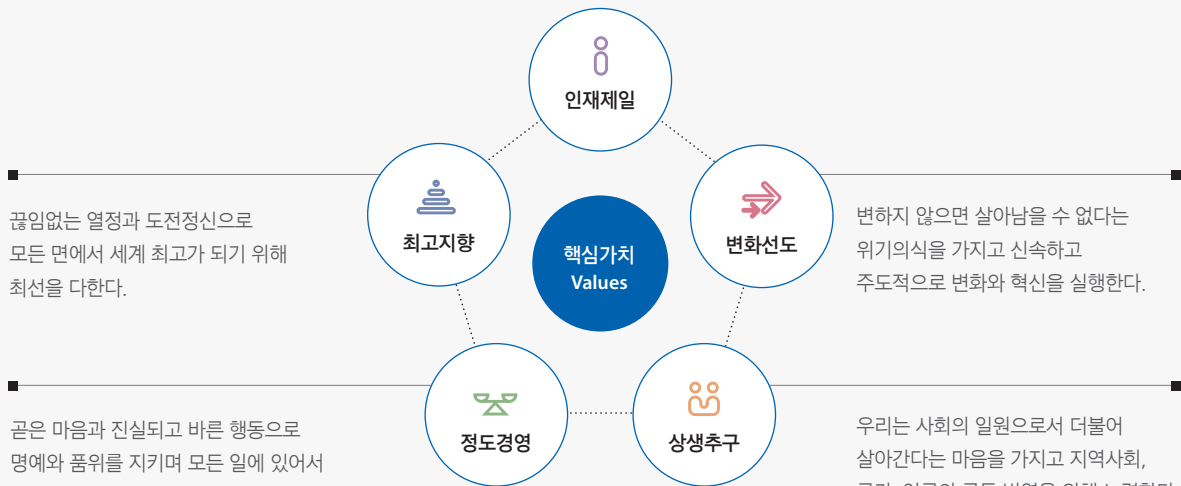 인재제일
최고지향
변화선도
핵심가치
Values
끊임없는 열정과 도전정신으로
모든 면에서 세계 최고가 되기 위해
최선을 다한다.
변하지 않으면 살아남을 수 없다는
위기의식을 가지고 신속하고
주도적으로 변화와 혁신을 실행한다.
정도경영
상생추구
곧은 마음과 진실되고 바른 행동으로
명예와 품위를 지키며 모든 일에 있어서
우리는 사회의 일원으로서 더불어
살아간다는 마음을 가지고 지역사회,